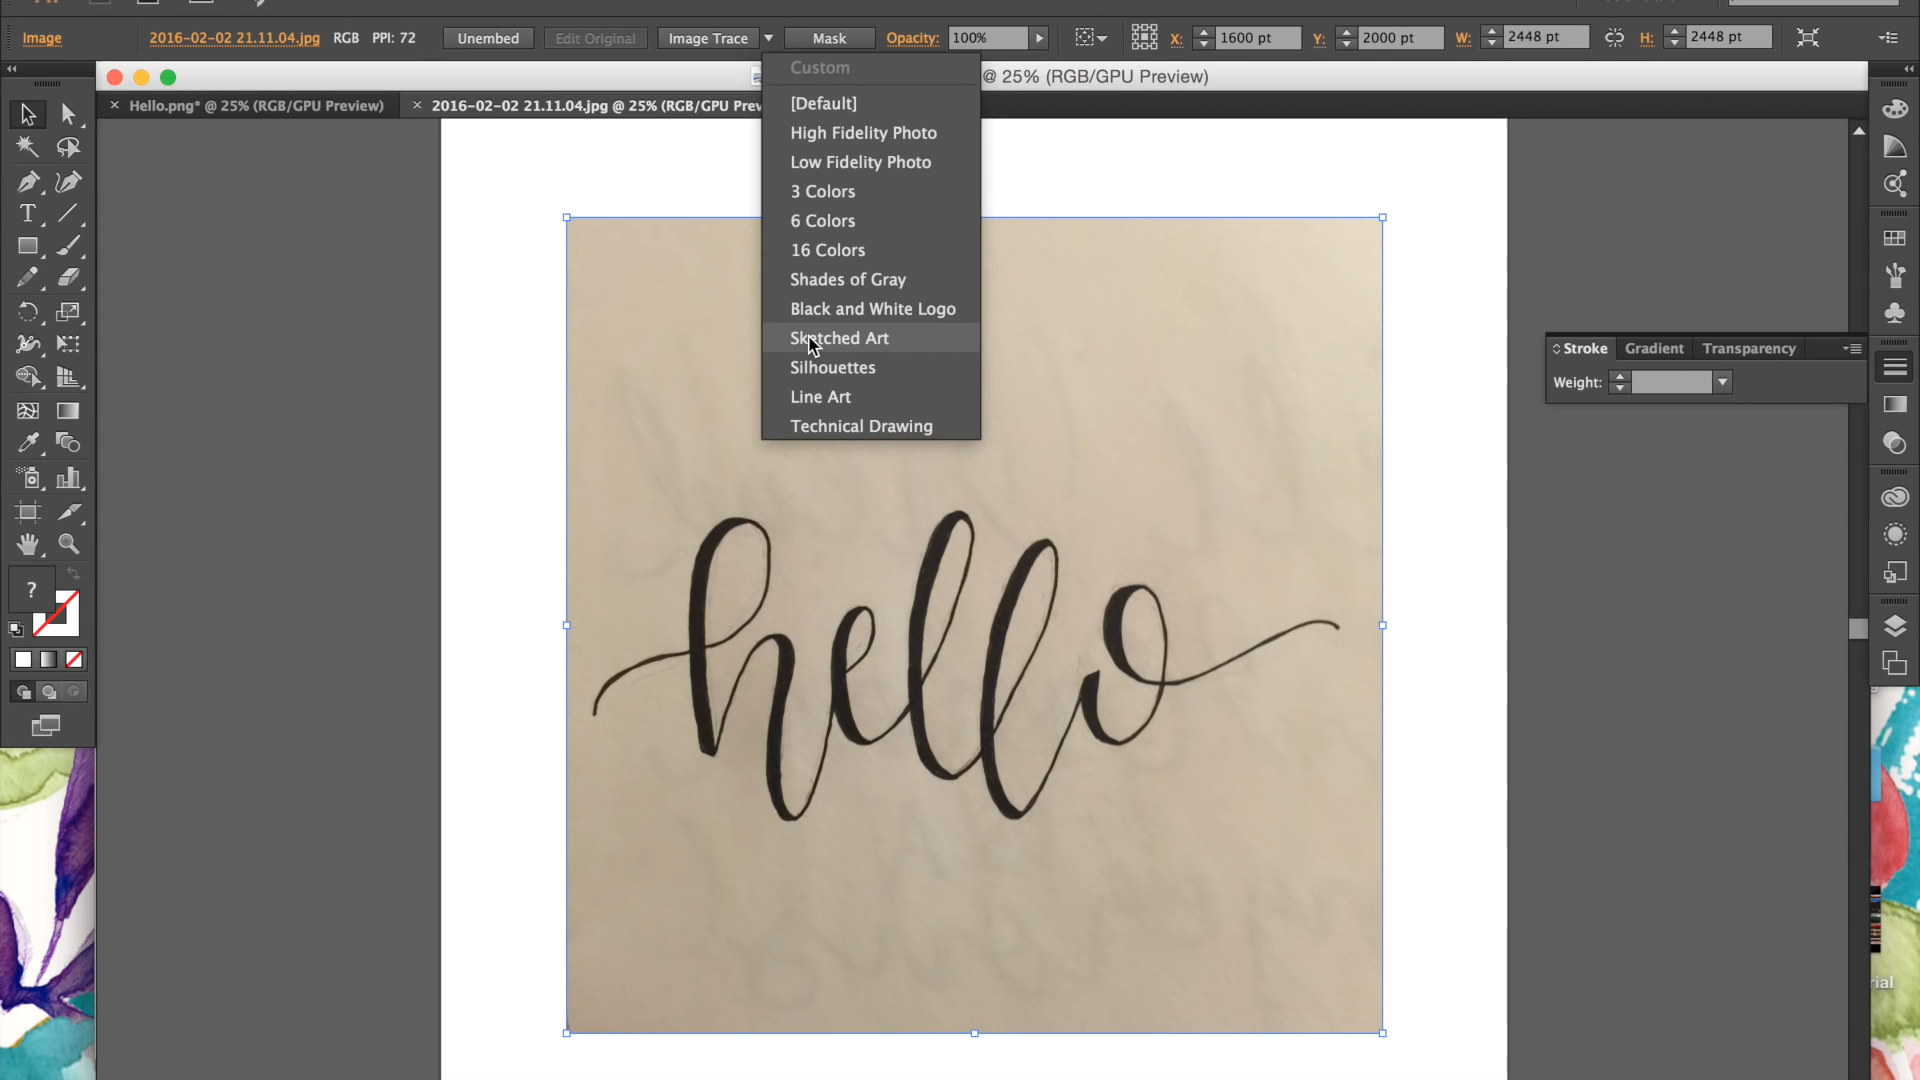 Image
2016-02-02 21.11.04.jpg
RGB
PPI: 72
Unembed
Edit Original
Image Trace
Mask
Opacity:
100%
X:
1600 pt
Y:
2000 pt
W:
2448 pt
H:
2448 pt
@ 25% (RGB/GPU Preview)
Hello.png* @ 25% (RGB/GPU Preview)
2016-02-02 21.11.04.jpg @ 25% (RGB/GPU Prev
Custom
[Default]
High Fidelity Photo
Low Fidelity Photo
3 Colors
6 Colors
16 Colors
Shades of Gray
Black and White Logo
Sketched Art
Silhouettes
Line Art
Technical Drawing
Stroke
Gradient
Transparency
Weight:
?
hello
rial